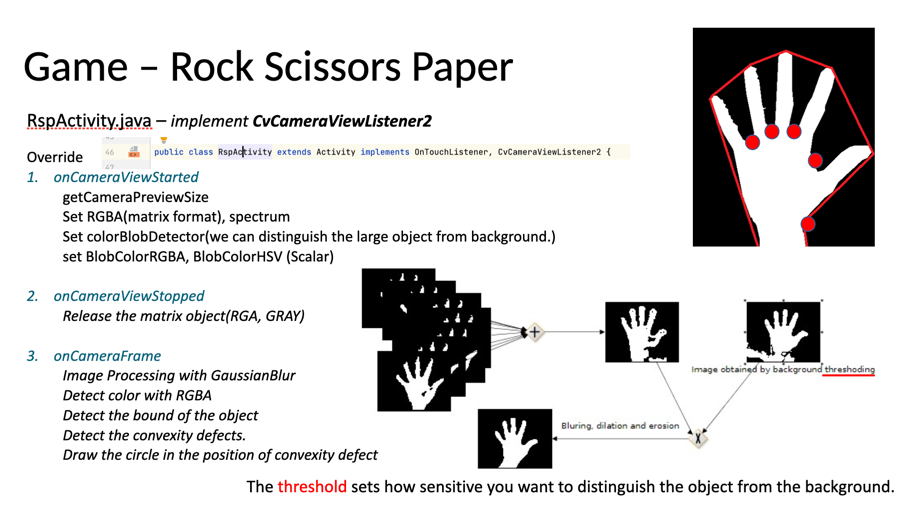 Game – Rock Scissors Paper
RspActivity.java – implement CvCameraViewListener2
46 public class RspActivity extends Activity implements OnTouchListener, CvCameraViewListener2 {
47
Override
1. onCameraViewStarted
getCameraPreviewSize
Set RGBA(matrix format), spectrum
Set colorBlobDetector(we can distinguish the large object from background.)
set BlobColorRGBA, BlobColorHSV (Scalar)
2. onCameraViewStopped
Release the matrix object(RGA, GRAY)
3. onCameraFrame
Image Processing with GaussianBlur
Detect color with RGBA
Detect the bound of the object
Detect the convexity defects.
Draw the circle in the position of convexity defect
Image obtained by background threshoding
Bluring, dilation and erosion
The threshold sets how sensitive you want to distinguish the object from the background.